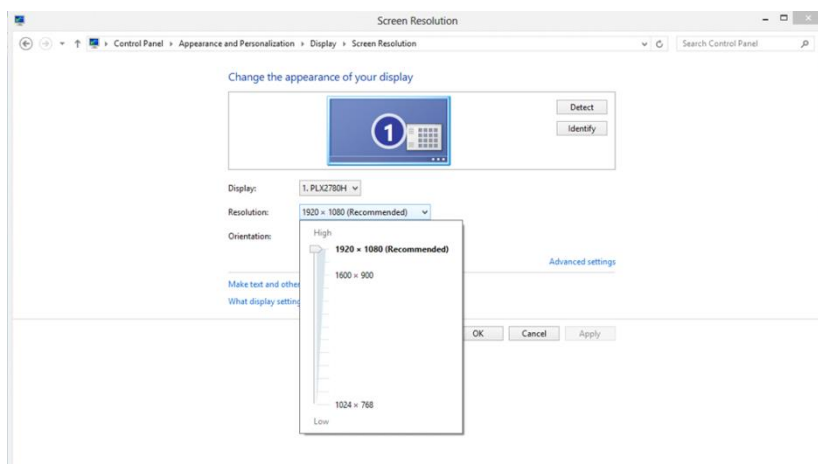 Screen Resolution
Control Panel Appearance and Personalization Display Screen Resolution Search Control Panel
Change the appearance of your display
Detect
1
Identify
Display: 1. PLX2780H
Resolution: 1920 × 1080 (Recommended)
Orientation:
High
1920 × 1080 (Recommended)
Advanced settings
1600 × 900
Make text and other
What display setting
OK Cancel Apply
1024 × 768
Low